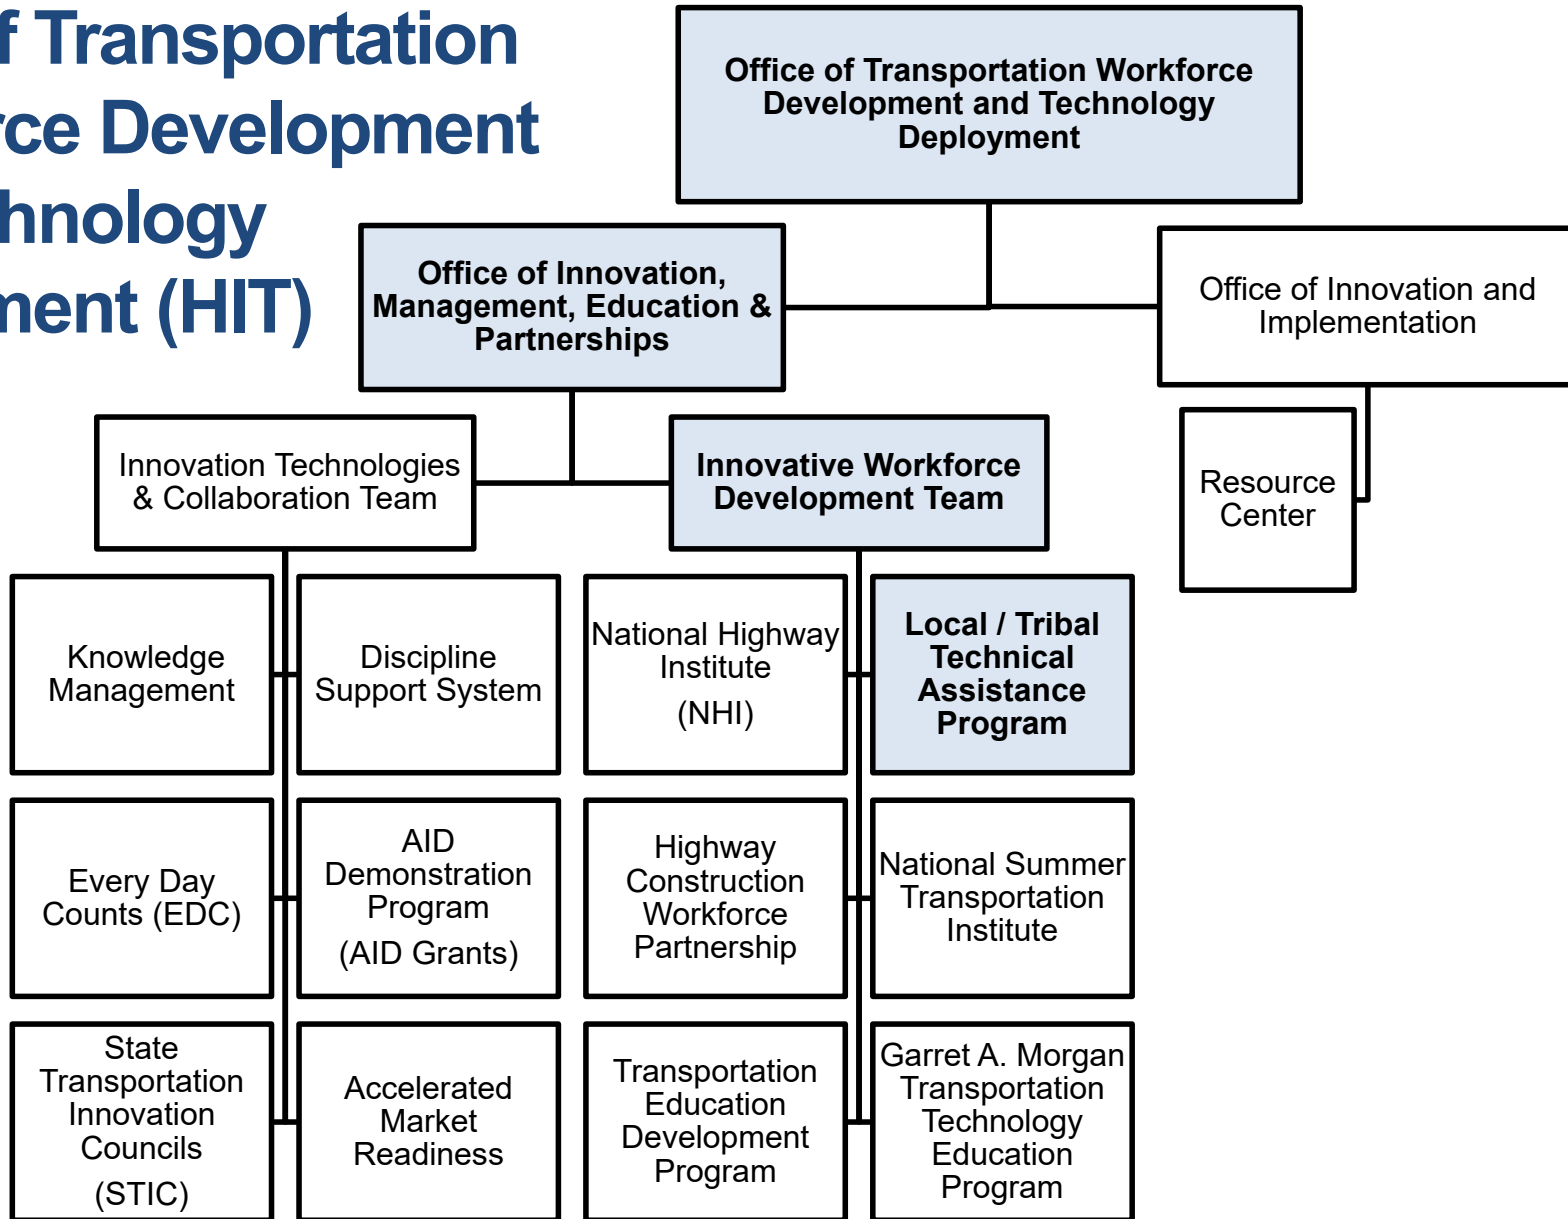 f Transportation
rce Development
hnology
ment (HIT)
Office of Transportation Workforce
Development and Technology
Deployment
Office of Innovation,
Management, Education &
Partnerships
Office of Innovation and
Implementation
Innovation Technologies
& Collaboration Team
Innovative Workforce
Development Team
Resource
Center
Knowledge
Management
Discipline
Support System
National Highway
Institute
(NHI)
Local / Tribal
Technical
Assistance
Program
Every Day
Counts (EDC)
AID
Demonstration
Program
(AID Grants)
Highway
Construction
Workforce
Partnership
National Summer
Transportation
Institute
State
Transportation
Innovation
Councils
(STIC)
Accelerated
Market
Readiness
Transportation
Education
Development
Program
Garret A. Morgan
Transportation
Technology
Education
Program